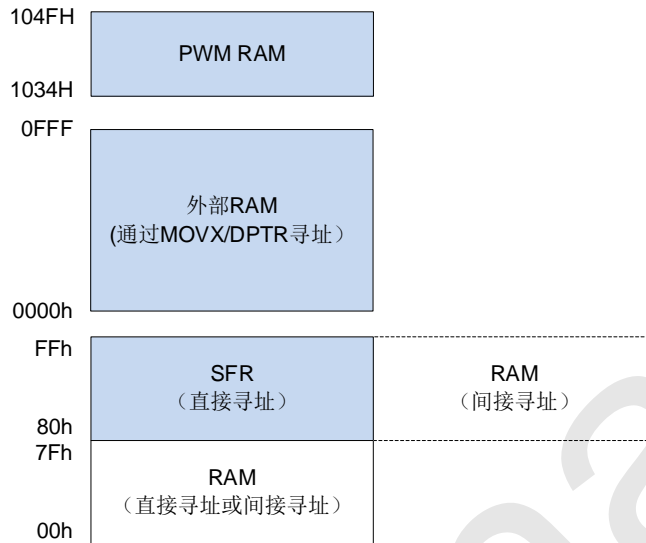 104FH
PWM RAM
1034H
0FFF
外部RAM
(通过MOVX/DPTR寻址）
0000h
FFh
SFR
（直接寻址）
RAM
（间接寻址）
80h
7Fh
RAM
（直接寻址或间接寻址）
00h